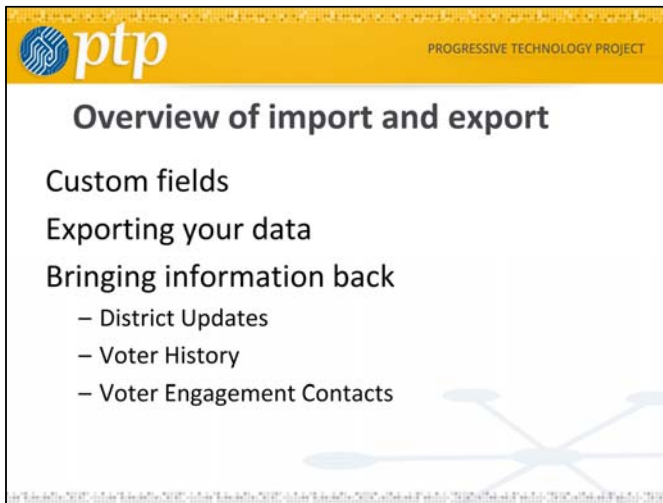 ptp
PROGRESSIVE TECHNOLOGY PROJECT
Overview of import and export
Custom fields
Exporting your data
Bringing information back
– District Updates
– Voter History
– Voter Engagement Contacts